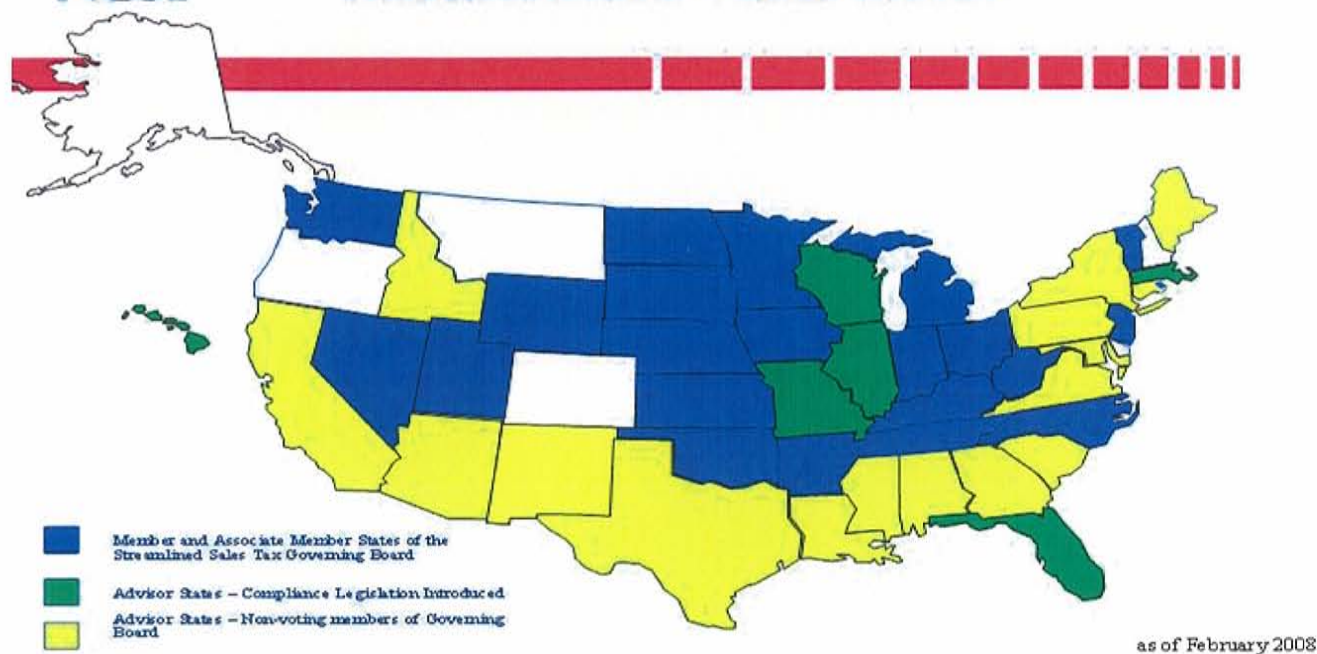 Member and Associate Member States of the
Streamlined Sales Tax Governing Board
Advisor States – Compliance Legislation Introduced
Advisor States – Non-voting members of Governing
Board
as of February 2008